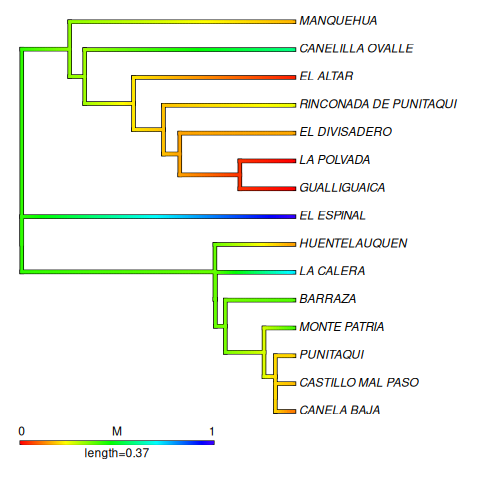 MANQUEHUA
CANELILLA OVALLE
EL ALTAR
RINCONADA DE PUNITAQUI
EL DIVISADERO
LA POLVADA
GUALLIGUAICA
EL ESPINAL
HUENTELAUQUEN
LA CALERA
BARRAZA
MONTE PATRIA
PUNITAQUI
CASTILLO MAL PASO
CANELA BAJA
0 M 1
length=0.37